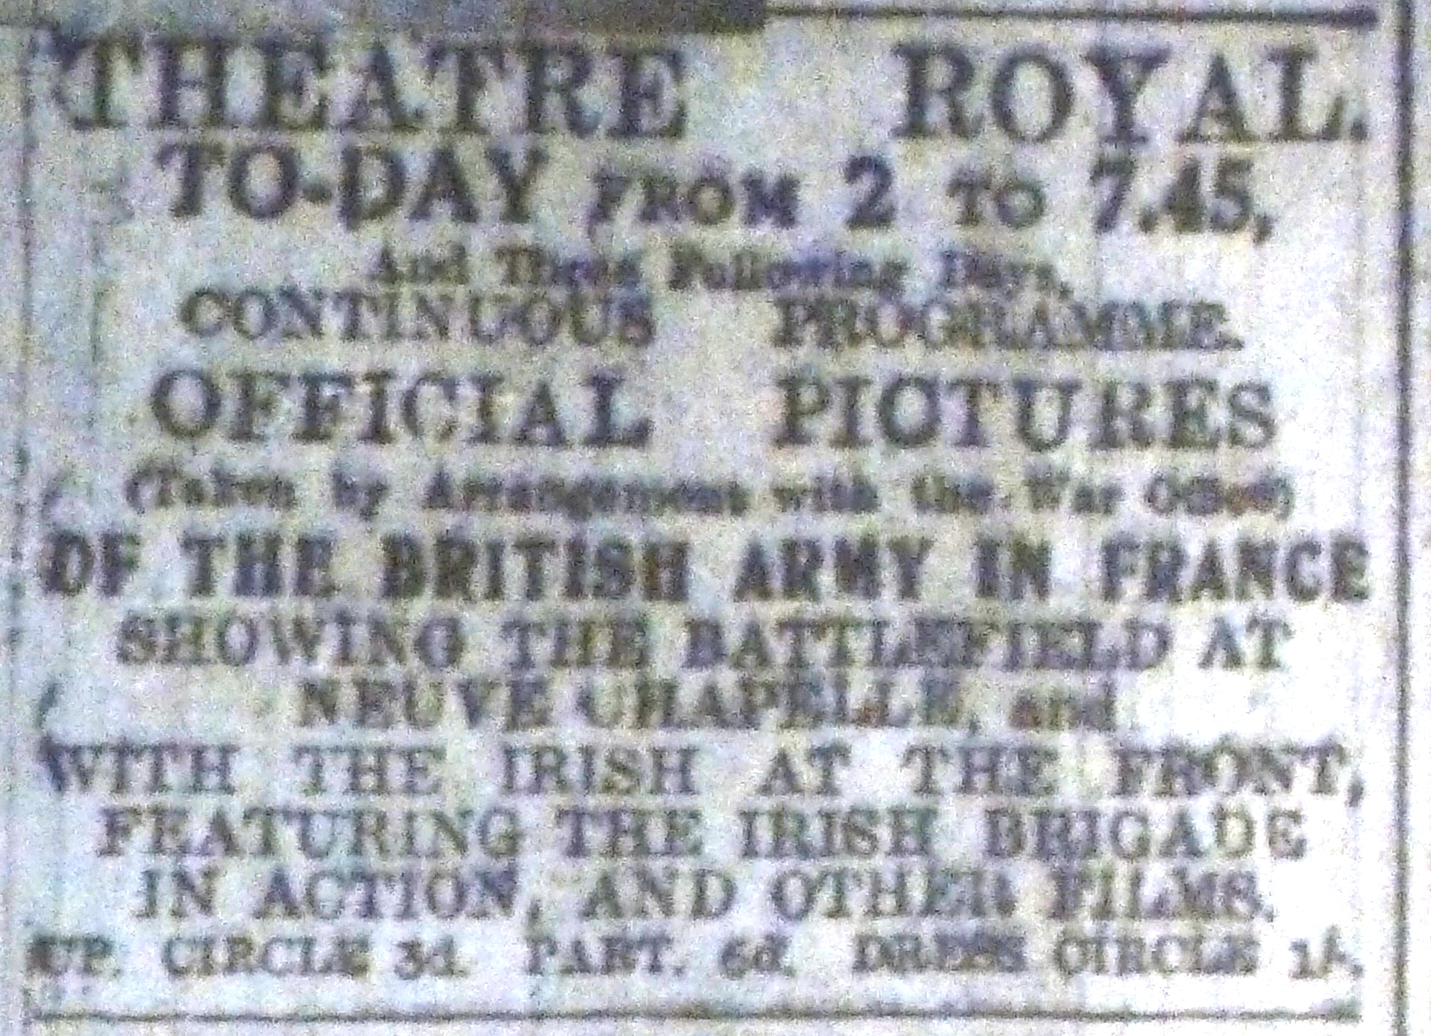 THEATRE ROYAL.
TO-DAY FROM 2 TO 7.45,
And Three Following Days.
CONTINUOUS PROGRAMME.
OFFICIAL PICTURES
(Taken by Arrangement with the War Office)
OF THE BRITISH ARMY IN FRANCE
SHOWING THE BATTLEFIELD AT
NEUVE CHAPELLE, and
WITH THE IRISH AT THE FRONT,
FEATURING THE IRISH BRIGADE
IN ACTION, AND OTHER FILMS.
UP. CIRCLE 3d. PART. 6d. DRESS CIRCLE 1/-.